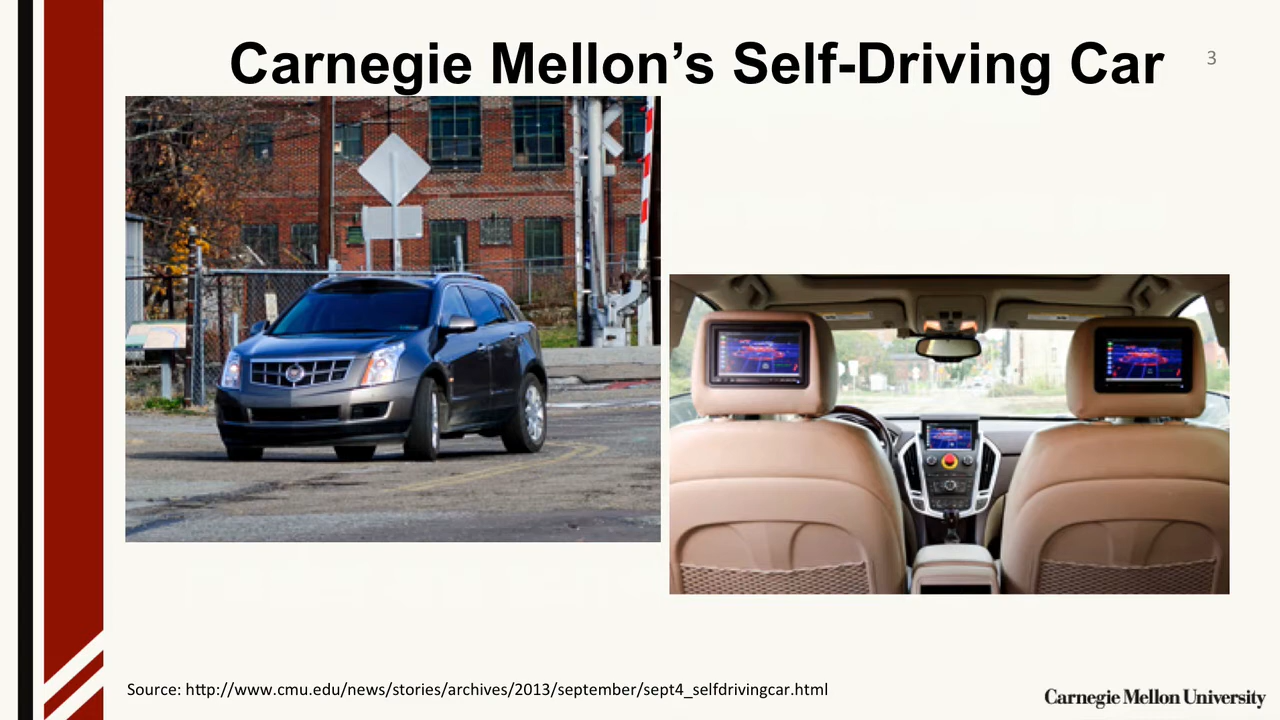 Carnegie Mellon’s Self-Driving Car
3
Source: http://www.cmu.edu/news/stories/archives/2013/september/sept4_selfdrivingcar.html
Carnegie Mellon University